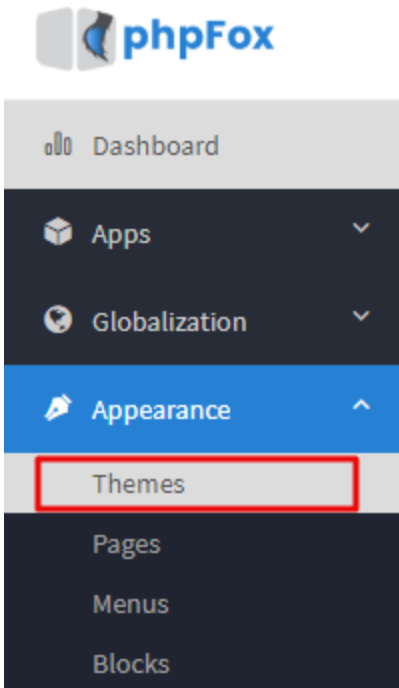 phpFox
Dashboard
Apps
Globalization
Appearance
Themes
Pages
Menus
Blocks